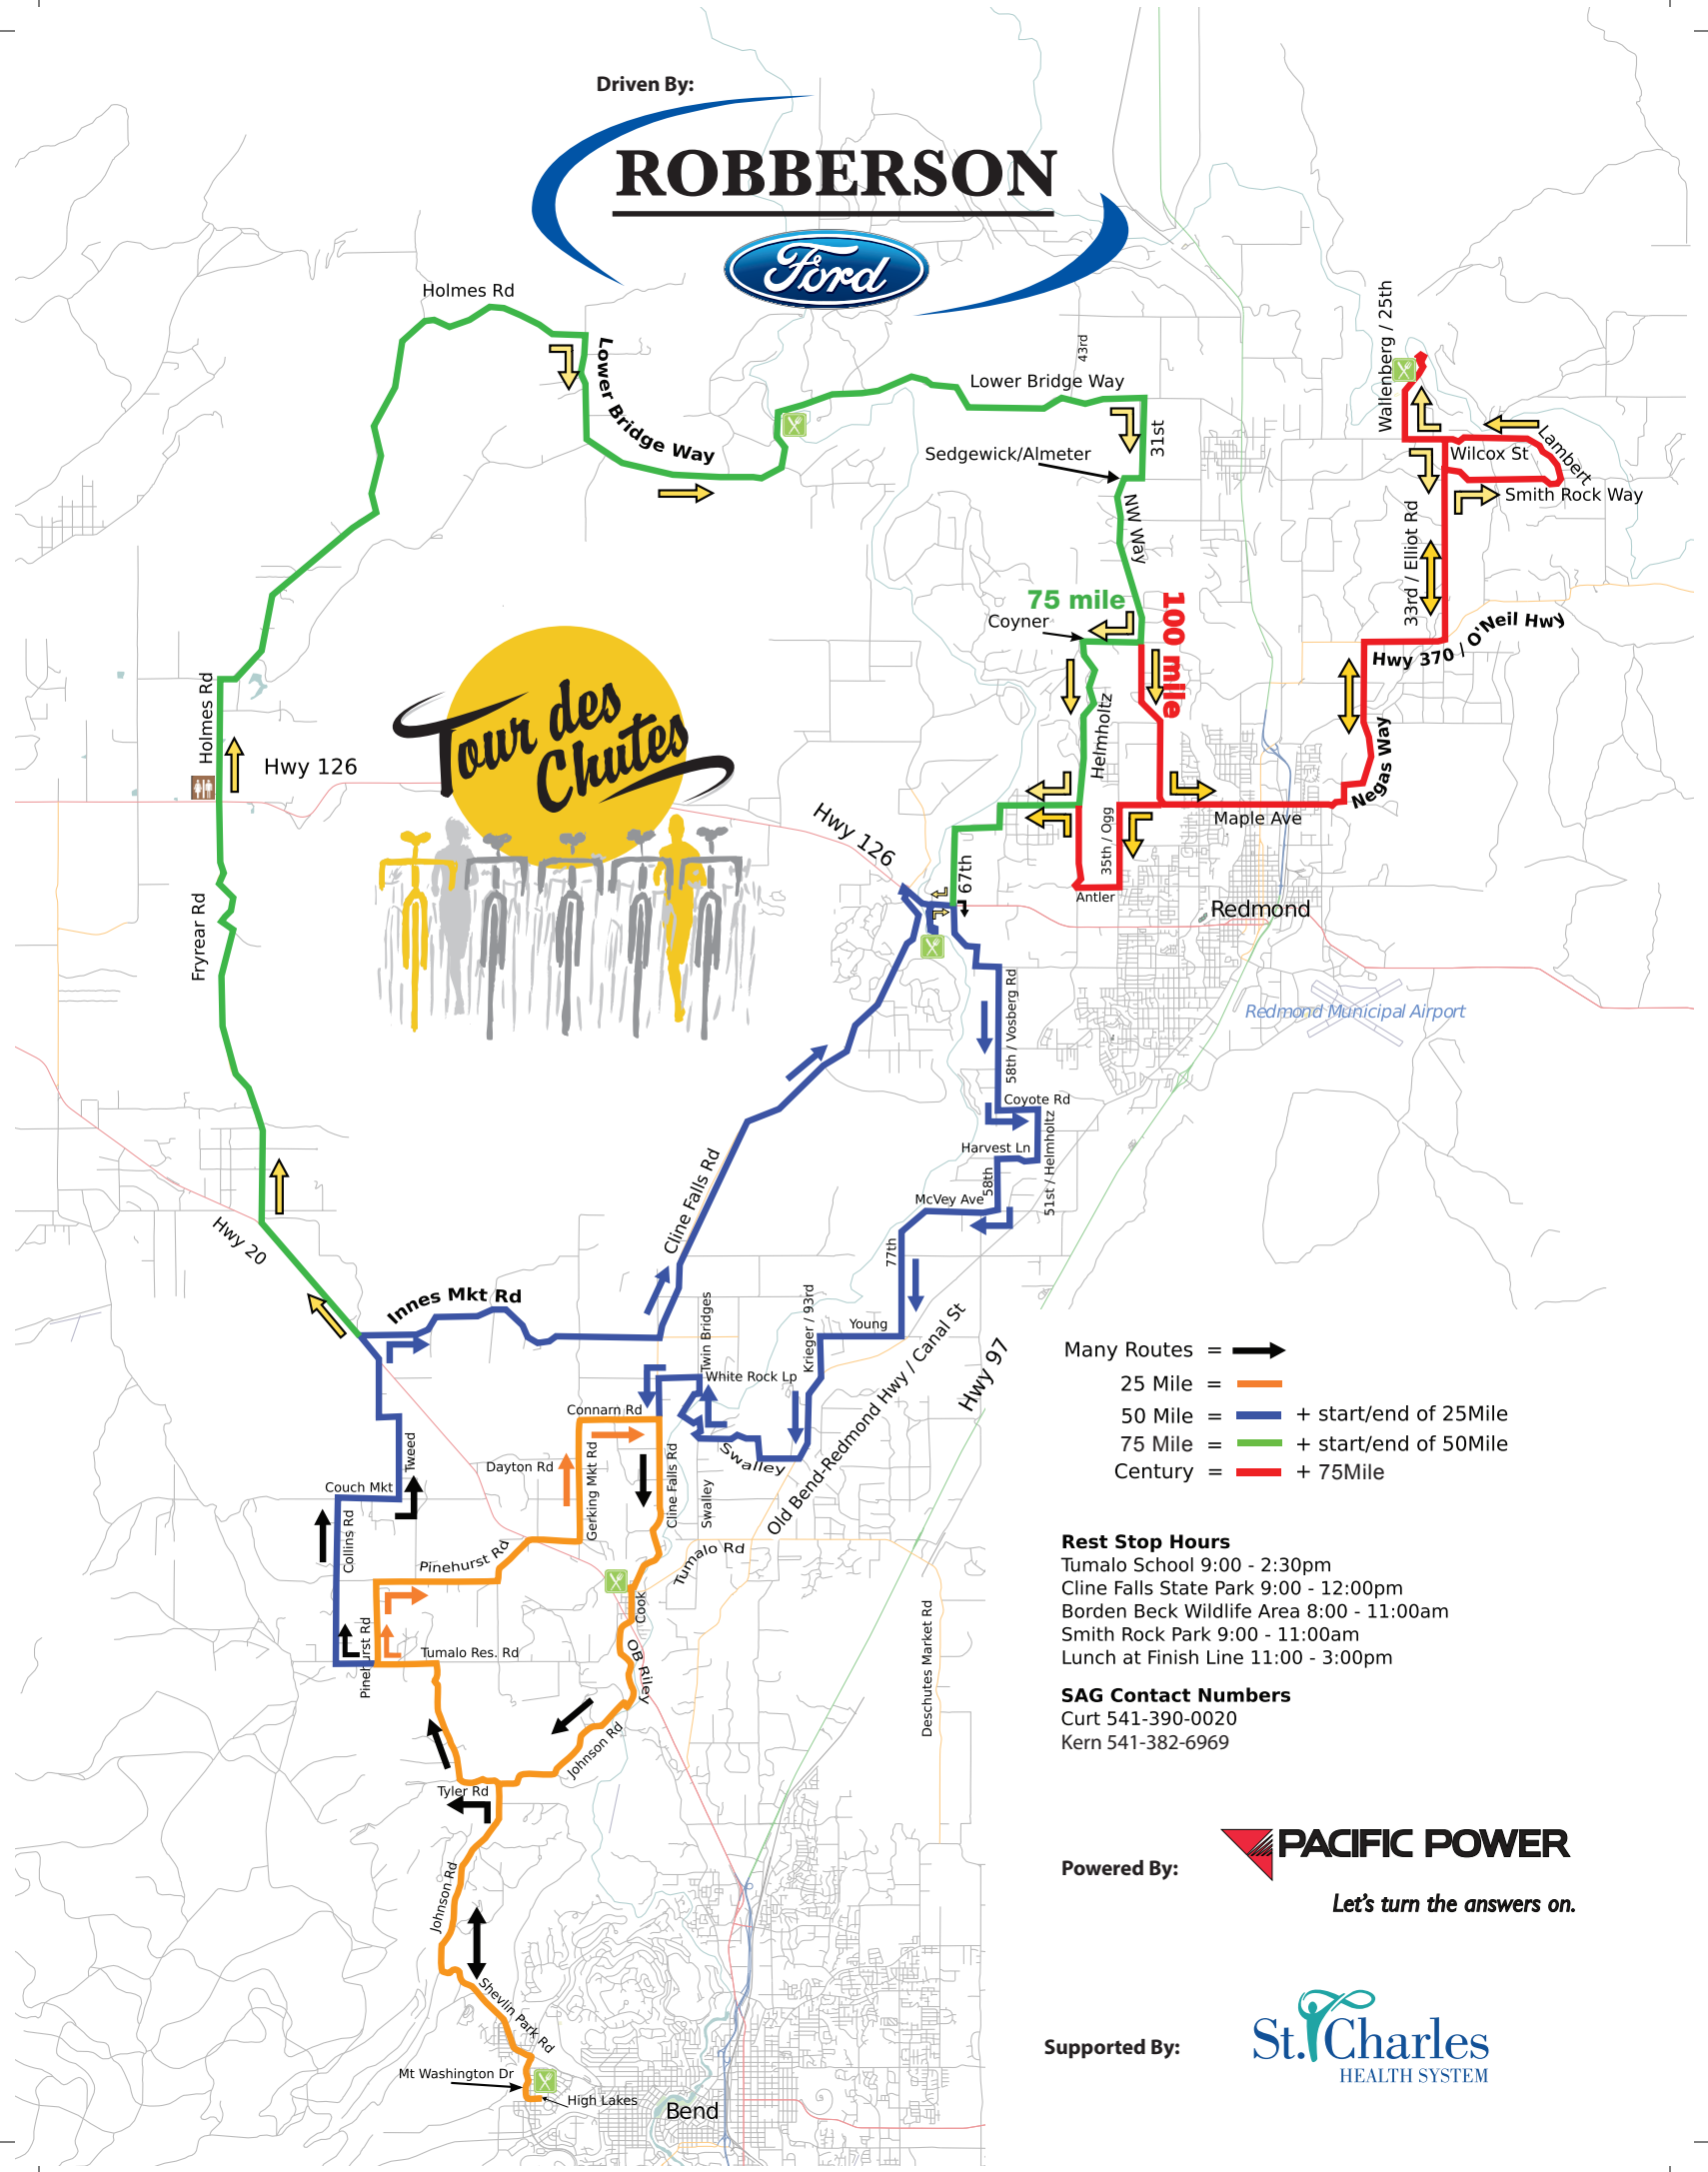 Driven By:
ROBBERSON
Ford
Holmes Rd
Lower Bridge Way
43rd
Lower Bridge Way
31st
Sedgewick/Almeter
NW Way
Wallenberg / 25th
Lambert
Wilcox St
Smith Rock Way
33rd / Elliot Rd
75 mile
100 mile
Coyner
Hwy 370 / O'Neil Hwy
Helmholtz
Negas Way
Holmes Rd
Hwy 126
Tour des
Chutes
Hwy 126
Maple Ave
35th / Ogg
67th
Antler
Redmond
Fryrear Rd
58th / Vosberg Rd
Redmond Municipal Airport
Coyote Rd
Harvest Ln
51st / Helmholtz
58th
McVey Ave
Cline Falls Rd
Hwy 20
77th
Innes Mkt Rd
Twin Bridges
Krieger / 93rd
Young
Old Bend-Redmond Hwy / Canal St
Hwy 97
White Rock Lp
Connarn Rd
Swalley
Tweed
Dayton Rd
Gerking Mkt Rd
Cline Falls Rd
Swalley
Couch Mkt
Collins Rd
Pinehurst Rd
Tumalo Rd
Cook
Pinehurst Rd
Tumalo Res. Rd
OB Riley
Deschutes Market Rd
Johnson Rd
Tyler Rd
Johnson Rd
Shevlin Park Rd
Mt Washington Dr
High Lakes
Bend
Many Routes =
25 Mile =
50 Mile = + start/end of 25Mile
75 Mile = + start/end of 50Mile
Century = + 75Mile
Rest Stop Hours
Tumalo School 9:00 - 2:30pm
Cline Falls State Park 9:00 - 12:00pm
Borden Beck Wildlife Area 8:00 - 11:00am
Smith Rock Park 9:00 - 11:00am
Lunch at Finish Line 11:00 - 3:00pm
SAG Contact Numbers
Curt 541-390-0020
Kern 541-382-6969
Powered By:
PACIFIC POWER
Let's turn the answers on.
Supported By:
St. Charles
HEALTH SYSTEM